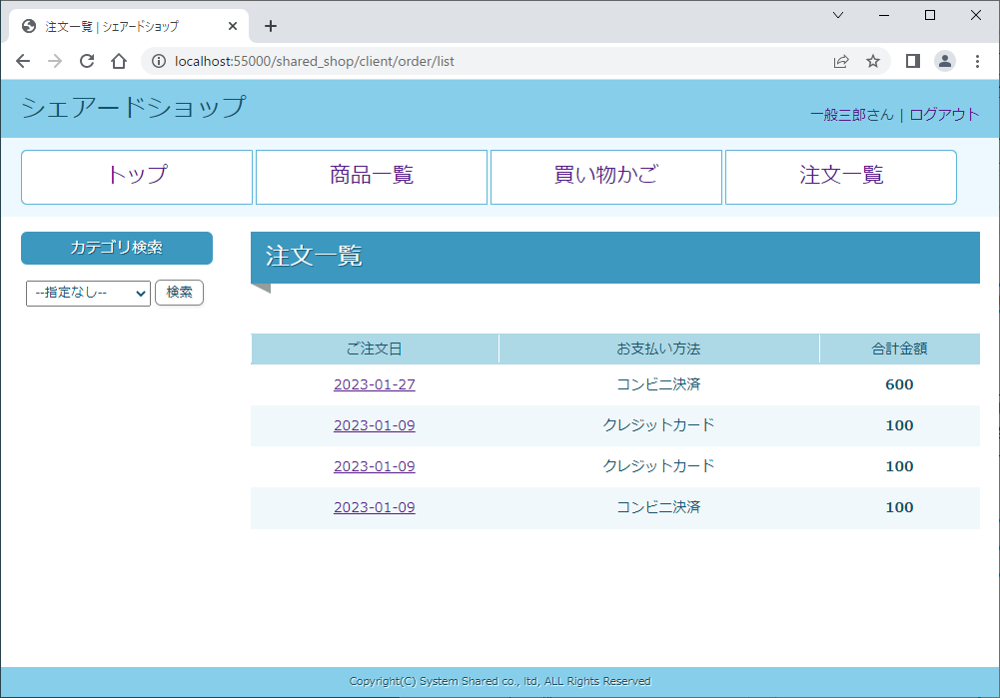 注文一覧 | シェアードショップ
localhost:55000/shared_shop/client/order/list
シェアードショップ
一般三郎さん | ログアウト
トップ 商品一覧 買い物かご 注文一覧
カテゴリ検索
--指定なし-- 検索
注文一覧
ご注文日 お支払い方法 合計金額
2023-01-27 コンビニ決済 600
2023-01-09 クレジットカード 100
2023-01-09 クレジットカード 100
2023-01-09 コンビニ決済 100
Copyright(C) System Shared co., ltd, ALL Rights Reserved